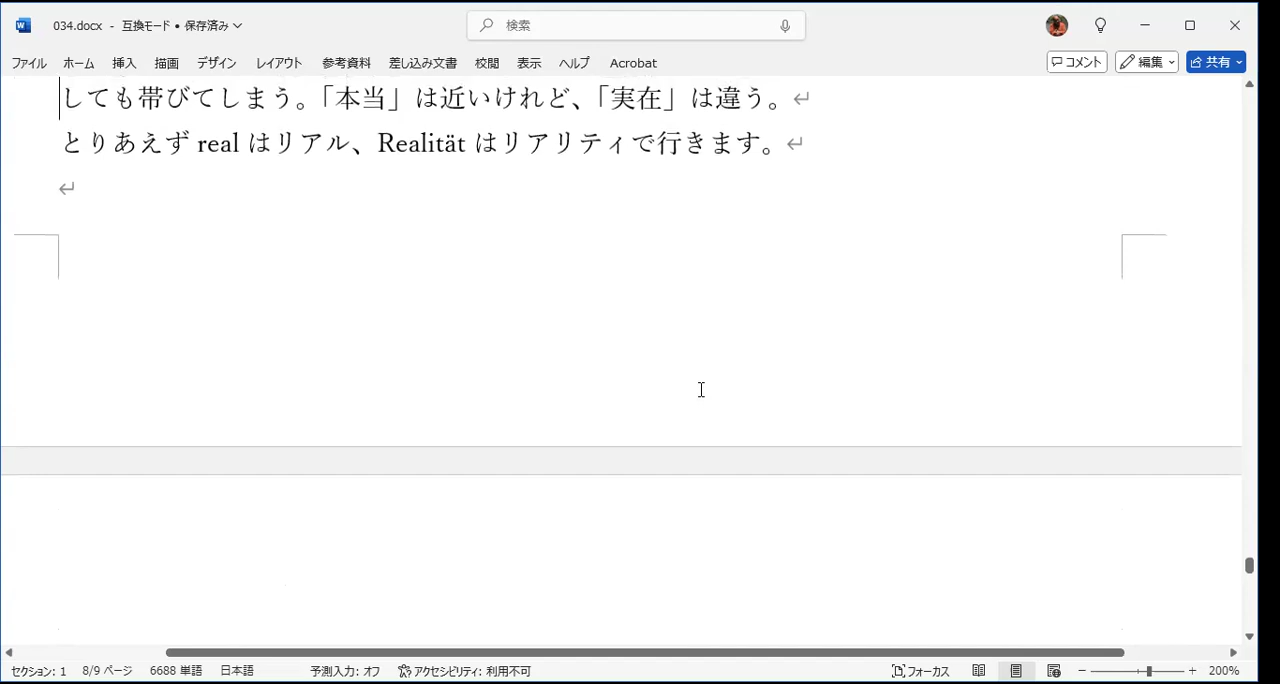 034.docx - 互換モード • 保存済み
検索
ファイル ホーム 挿入 描画 デザイン レイアウト 参考資料 差し込み文書 校閲 表示 ヘルプ Acrobat
コメント 編集 共有
しても帯びてしまう。「本当」は近いけれど、「実在」は違う。
とりあえず real はリアル、Realität はリアリティで行きます。
セクション: 1 8/9 ページ 6688 単語 日本語 予測入力: オフ アクセシビリティ: 利用不可 フォーカス 200%